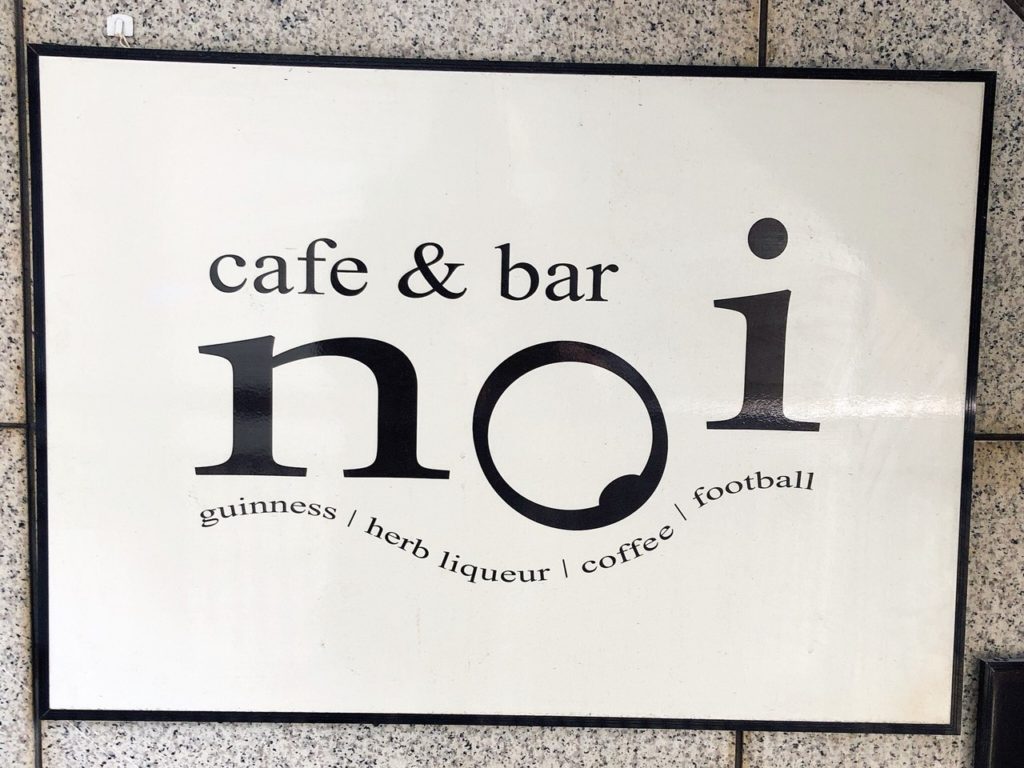 cafe & bar
noi
guinness | herb liqueur | coffee | football